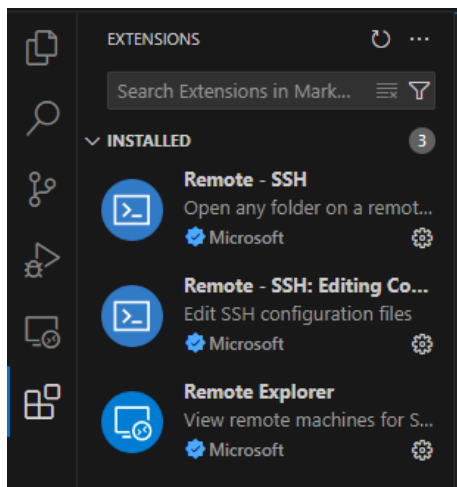 EXTENSIONS
Search Extensions in Mark...
INSTALLED 3
Remote - SSH
Open any folder on a remot...
Microsoft
Remote - SSH: Editing Co...
Edit SSH configuration files
Microsoft
Remote Explorer
View remote machines for S...
Microsoft